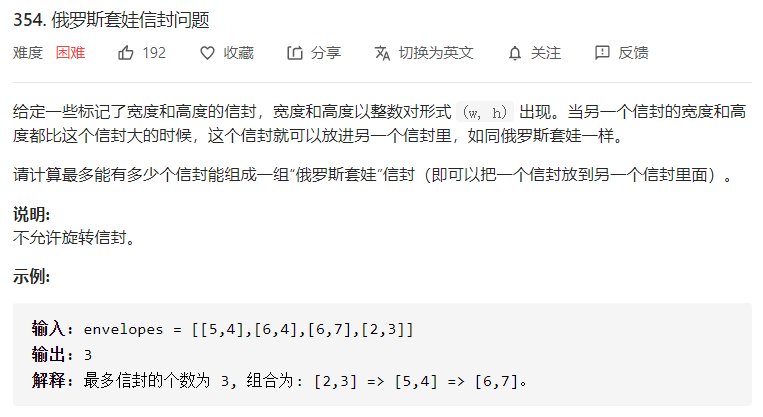 354. 俄罗斯套娃信封问题
难度 困难 192 收藏 分享 切换为英文 关注 反馈
给定一些标记了宽度和高度的信封，宽度和高度以整数对形式 (w, h) 出现。当另一个信封的宽度和高
度都比这个信封大的时候，这个信封就可以放进另一个信封里，如同俄罗斯套娃一样。
请计算最多能有多少个信封能组成一组“俄罗斯套娃”信封（即可以把一个信封放到另一个信封里面）。
说明:
不允许旋转信封。
示例:
输入：envelopes = [[5,4],[6,4],[6,7],[2,3]]
输出：3
解释：最多信封的个数为 3, 组合为: [2,3] => [5,4] => [6,7]。